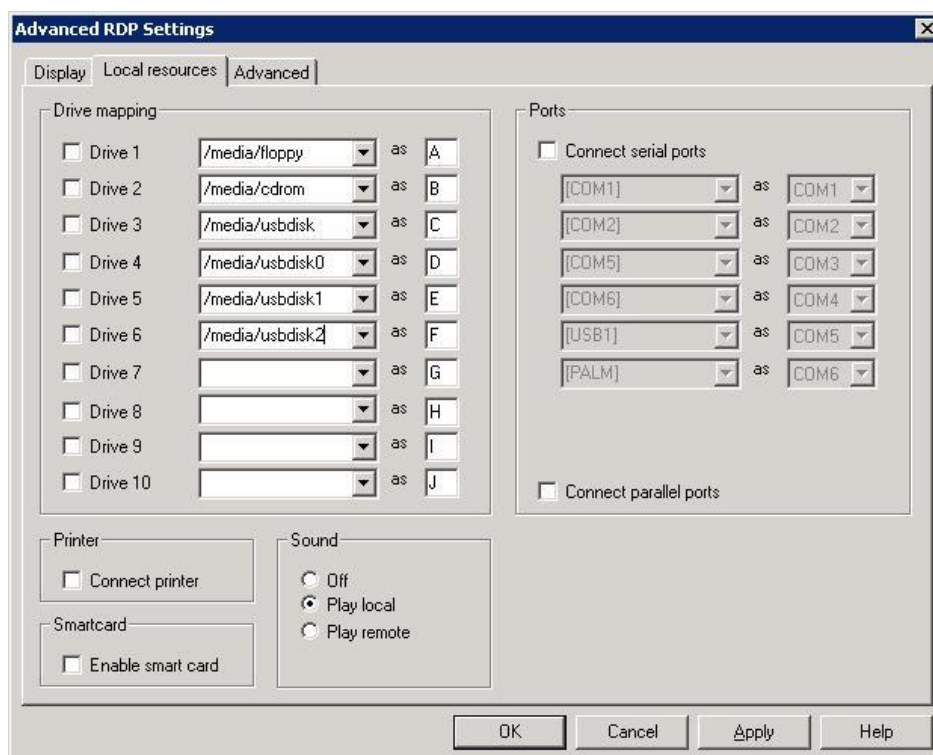 Advanced RDP Settings
Display Local resources Advanced
Drive mapping
Drive 1 /media/floppy as A
Drive 2 /media/cdrom as B
Drive 3 /media/usbdisk as C
Drive 4 /media/usbdisk0 as D
Drive 5 /media/usbdisk1 as E
Drive 6 /media/usbdisk2 as F
Drive 7 as G
Drive 8 as H
Drive 9 as I
Drive 10 as J
Ports
Connect serial ports
[COM1] as COM1
[COM2] as COM2
[COM5] as COM3
[COM6] as COM4
[USB1] as COM5
[PALM] as COM6
Connect parallel ports
Printer
Connect printer
Smartcard
Enable smart card
Sound
Off
Play local
Play remote
OK Cancel Apply Help